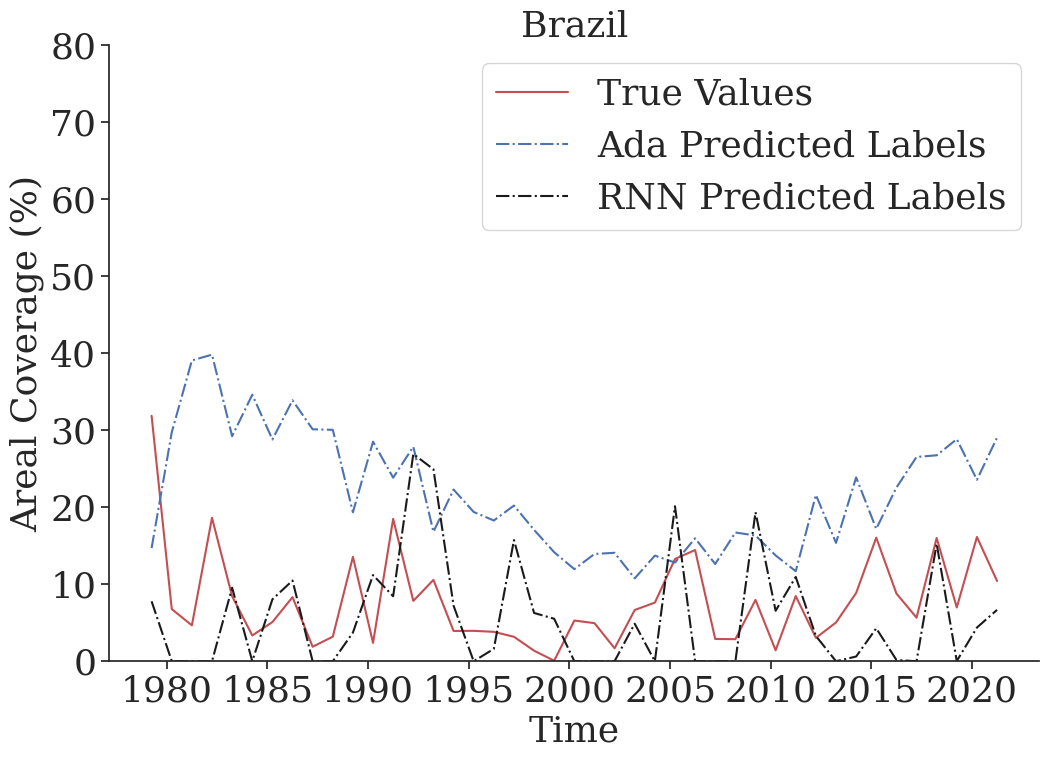 Brazil
True Values
Ada Predicted Labels
RNN Predicted Labels
Areal Coverage (%)
80
70
60
50
40
30
20
10
0
1980 1985 1990 1995 2000 2005 2010 2015 2020
Time